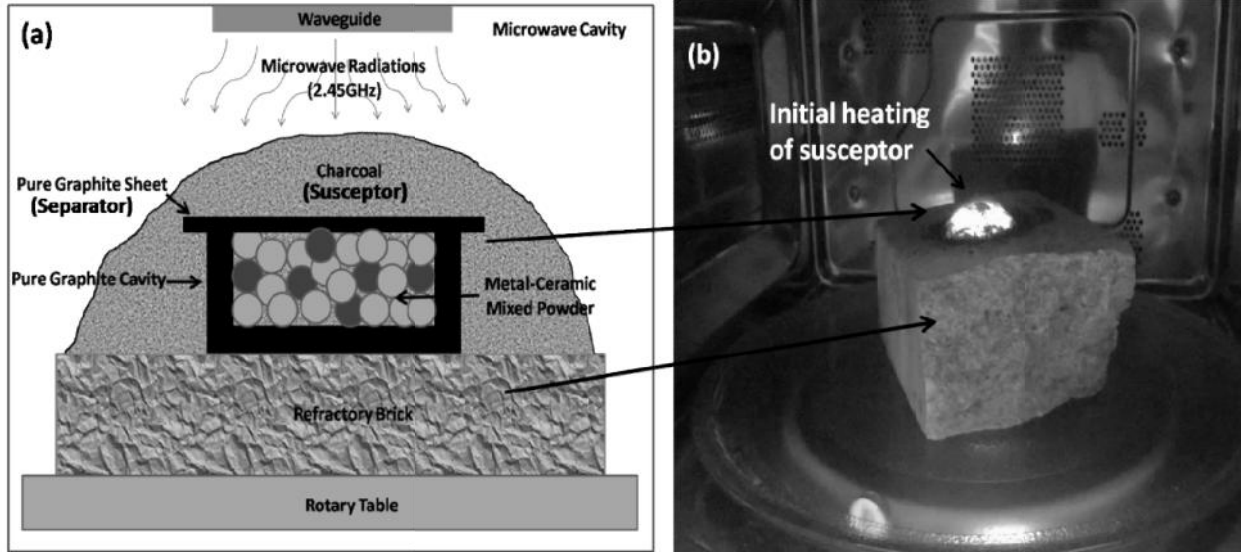 (a)
Waveguide
Microwave Cavity
Microwave Radiations
(2.45GHz)
Charcoal
(Susceptor)
Pure Graphite Sheet
(Separator)
Pure Graphite Cavity
Metal-Ceramic
Mixed Powder
Refractory Brick
Rotary Table
(b)
Initial heating
of susceptor